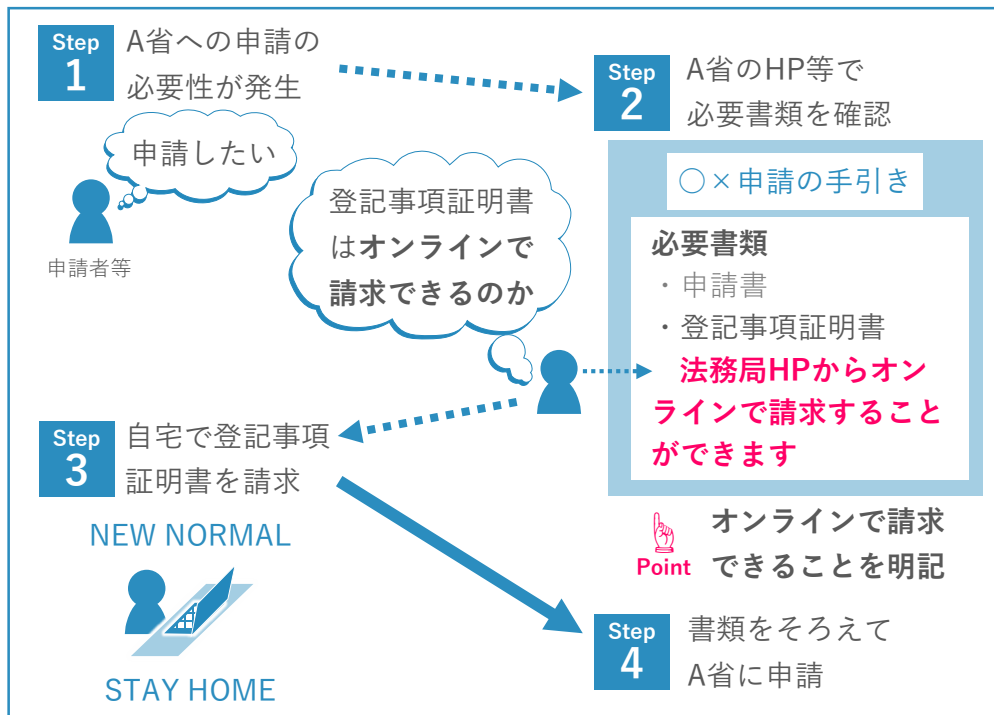 Step
1
A省への申請の
必要性が発生
Step
2
A省のHP等で
必要書類を確認
申請したい
申請者等
登記事項証明書
はオンラインで
請求できるのか
○×申請の手引き
必要書類
・申請書
・登記事項証明書
法務局HPからオン
ラインで請求すること
ができます
Point
オンラインで請求
できることを明記
Step
3
自宅で登記事項
証明書を請求
NEW NORMAL
STAY HOME
Step
4
書類をそろえて
A省に申請